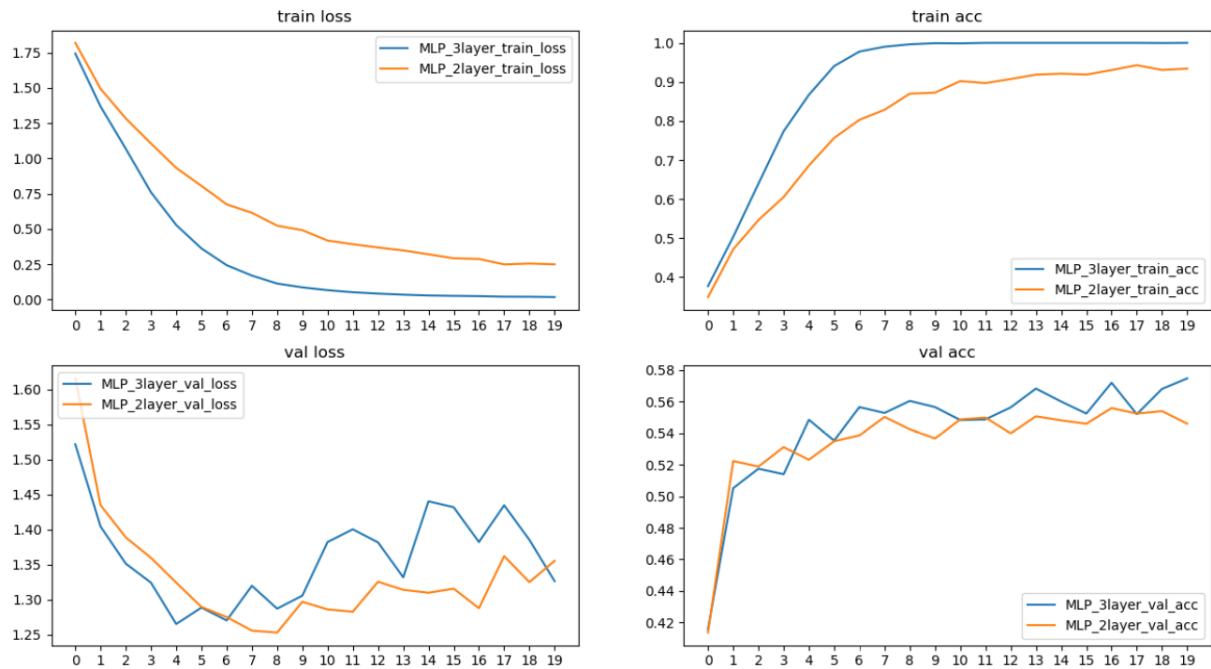 train loss
1.75
1.50
1.25
1.00
0.75
0.50
0.25
0.00
MLP_3layer_train_loss
MLP_2layer_train_loss
0 1 2 3 4 5 6 7 8 9 10 11 12 13 14 15 16 17 18 19
train acc
1.0
0.9
0.8
0.7
0.6
0.5
0.4
MLP_3layer_train_acc
MLP_2layer_train_acc
0 1 2 3 4 5 6 7 8 9 10 11 12 13 14 15 16 17 18 19
val loss
1.60
1.55
1.50
1.45
1.40
1.35
1.30
1.25
MLP_3layer_val_loss
MLP_2layer_val_loss
0 1 2 3 4 5 6 7 8 9 10 11 12 13 14 15 16 17 18 19
val acc
0.58
0.56
0.54
0.52
0.50
0.48
0.46
0.44
0.42
MLP_3layer_val_acc
MLP_2layer_val_acc
0 1 2 3 4 5 6 7 8 9 10 11 12 13 14 15 16 17 18 19